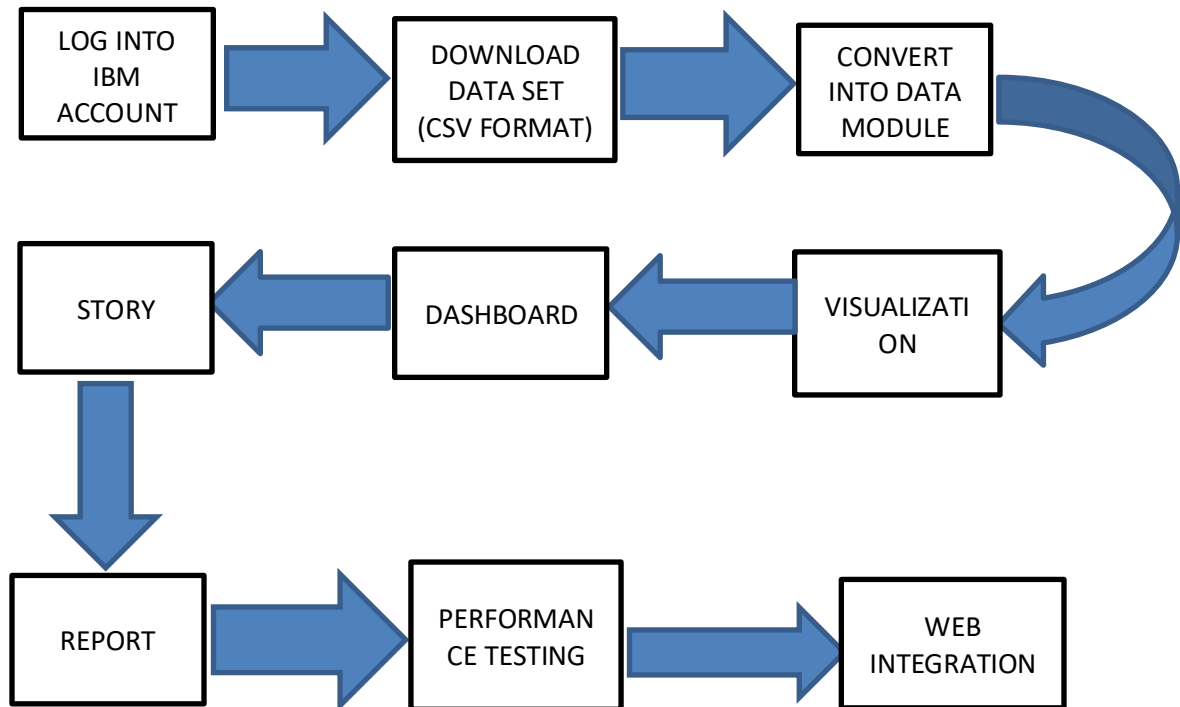 LOG INTO
IBM
ACCOUNT
DOWNLOAD
DATA SET
(CSV FORMAT)
CONVERT
INTO DATA
MODULE
VISUALIZATI
ON
DASHBOARD
STORY
REPORT
PERFORMAN
CE TESTING
WEB
INTEGRATION